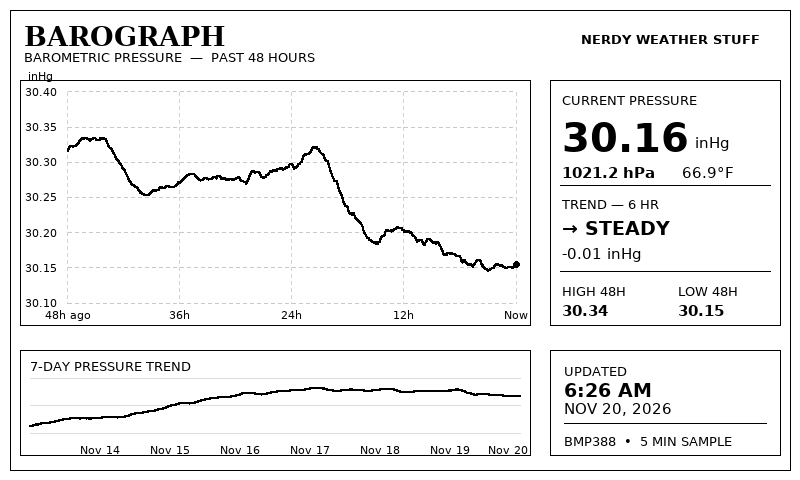 BAROGRAPH
BAROMETRIC PRESSURE — PAST 48 HOURS
NERDY WEATHER STUFF
inHg
30.40
30.35
30.30
30.25
30.20
30.15
30.10
48h ago 36h 24h 12h Now
CURRENT PRESSURE
30.16 inHg
1021.2 hPa 66.9°F
TREND — 6 HR
→ STEADY
-0.01 inHg
HIGH 48H LOW 48H
30.34 30.15
7-DAY PRESSURE TREND
Nov 14 Nov 15 Nov 16 Nov 17 Nov 18 Nov 19 Nov 20
UPDATED
6:26 AM
NOV 20, 2026
BMP388 • 5 MIN SAMPLE